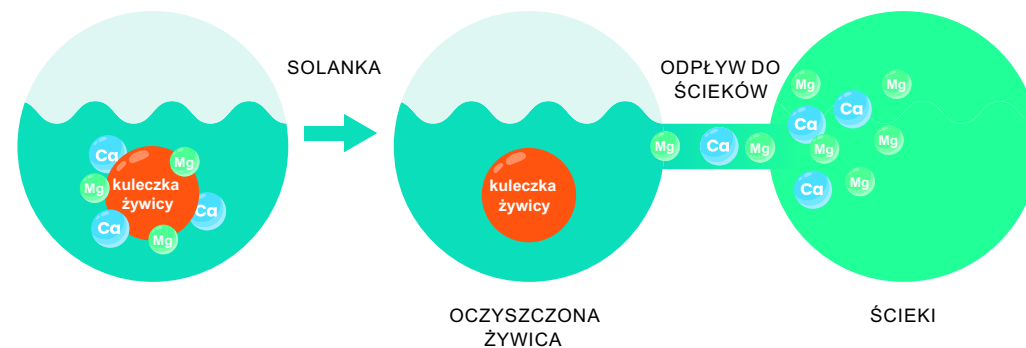 SOLANKA
ODPŁYW DO
ŚCIEKÓW
Ca
Mg
Mg
kuleczka
żywicy
Ca
Ca
Mg
kuleczka
żywicy
Mg
Ca
Mg
Mg
Mg
Ca
Ca
Mg
Mg
Mg
Ca
OCZYSZCZONA
ŻYWICA
ŚCIEKI